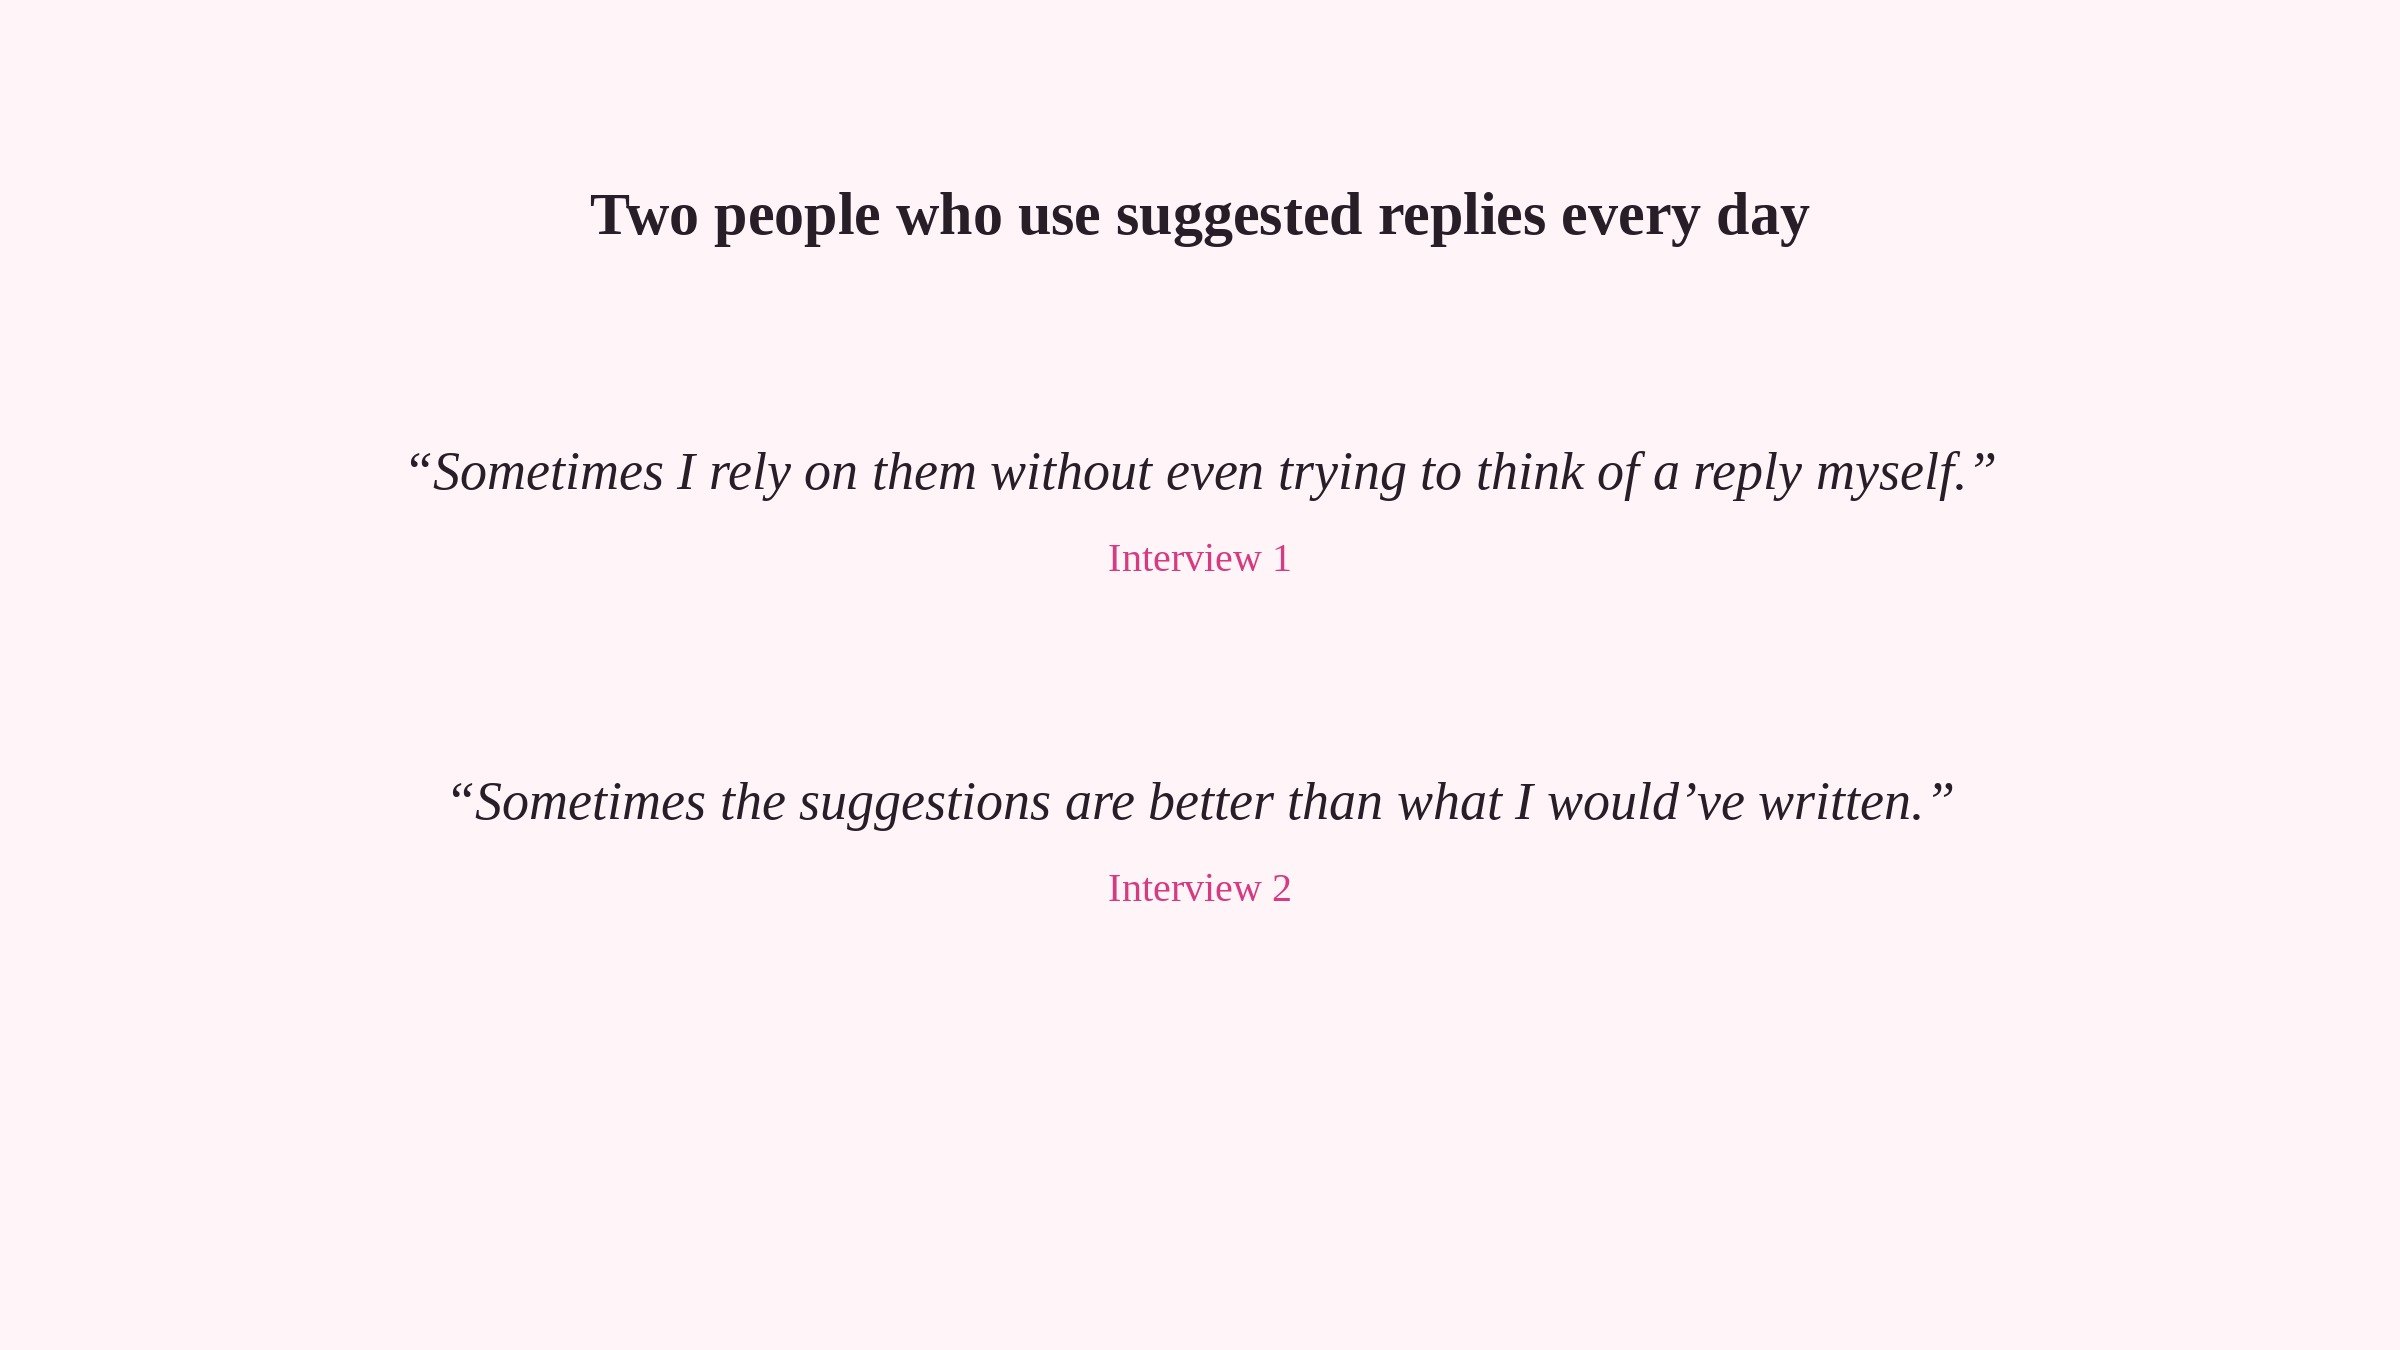 Two people who use suggested replies every day
“Sometimes I rely on them without even trying to think of a reply myself.”
Interview 1
“Sometimes the suggestions are better than what I would’ve written.”
Interview 2